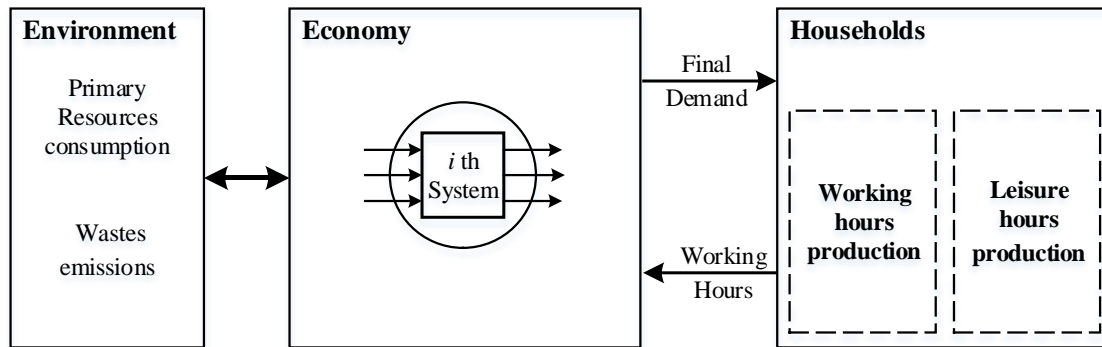 Environment
Primary
Resources
consumption
Wastes
emissions
Economy
i th
System
Final
Demand
Working
Hours
Households
Working
hours
production
Leisure
hours
production